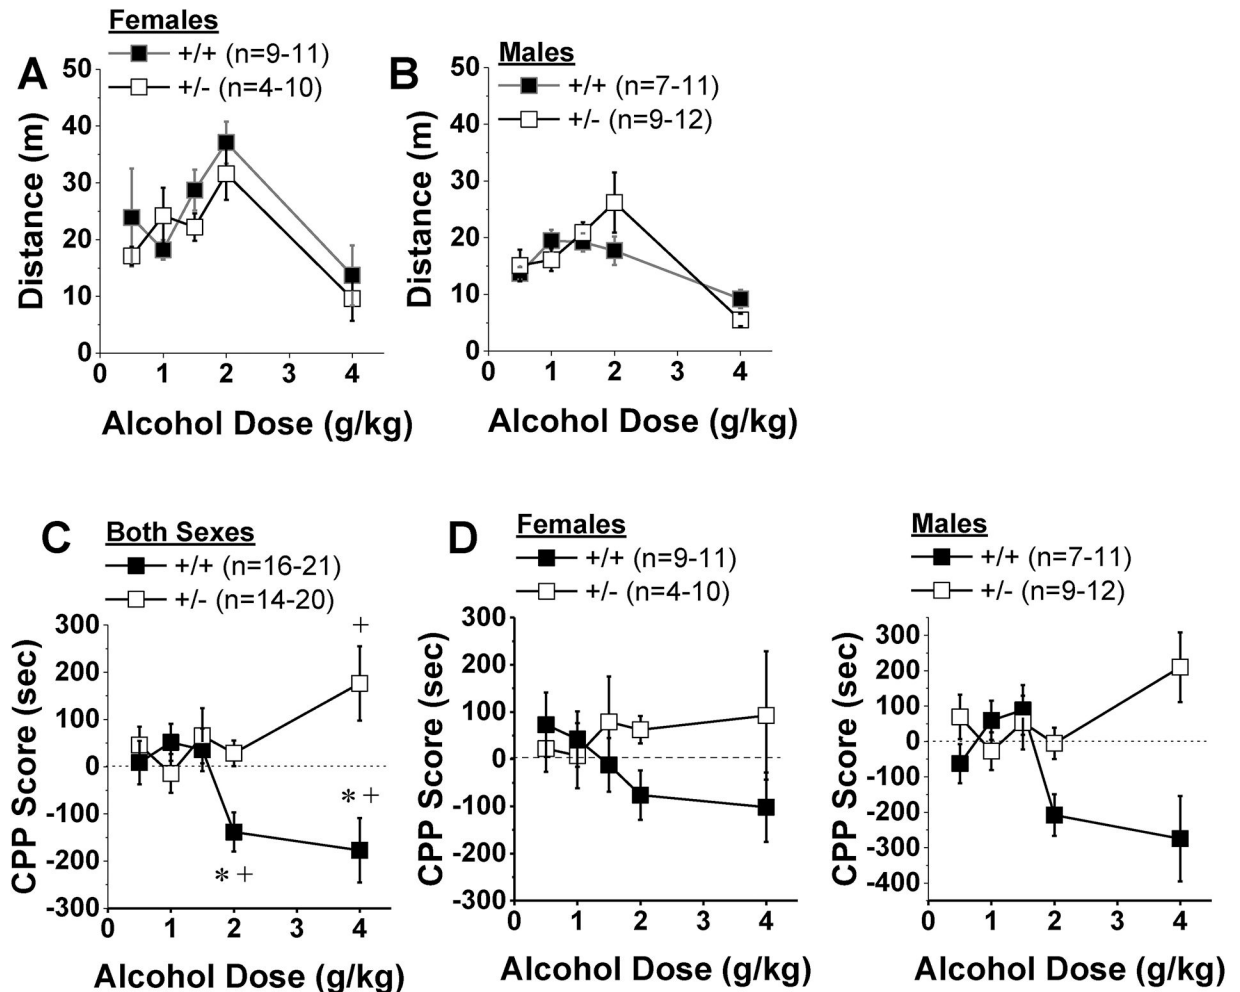 Females
+/+ (n=9-11)
+/- (n=4-10)
A
50
40
30
20
10
0
Distance (m)
0 1 2 3 4
Alcohol Dose (g/kg)
B
Males
+/+ (n=7-11)
+/- (n=9-12)
50
40
30
20
10
0
Distance (m)
0 1 2 3 4
Alcohol Dose (g/kg)
C
Both Sexes
+/+ (n=16-21)
+/- (n=14-20)
300
200
100
0
-100
-200
-300
CPP Score (sec)
+
*+
*+
0 1 2 3 4
Alcohol Dose (g/kg)
D
Females
+/+ (n=9-11)
+/- (n=4-10)
300
200
100
0
-100
-200
-300
CPP Score (sec)
0 1 2 3 4
Alcohol Dose (g/kg)
Males
+/+ (n=7-11)
+/- (n=9-12)
300
200
100
0
-100
-200
-300
-400
CPP Score (sec)
0 1 2 3 4
Alcohol Dose (g/kg)